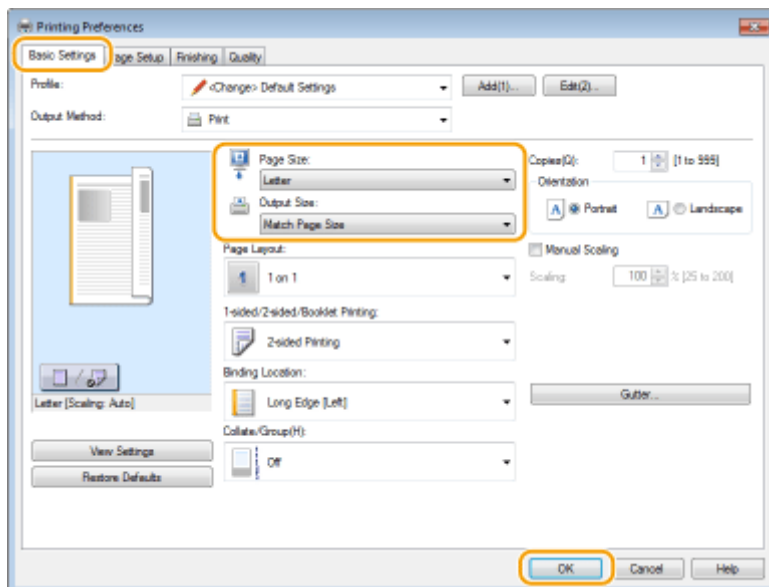 Printing Preferences
Basic Settings Page Setup Finishing Quality
Profile: <Change> Default Settings Add(1)... Edit(2)...
Output Method: Print
Page Size: Copies(Q): 1 [1 to 999]
Letter Orientation
Output Size: A Portrait A Landscape
Match Page Size
Page Layout: Manual Scaling
1 1 on 1 Scaling: 100 % [25 to 200]
1-sided/2-sided/Booklet Printing:
2-sided Printing
Binding Location:
Long Edge [Left] Gutter...
Letter [Scaling: Auto]
Collate/Group(H):
View Settings Off
Restore Defaults
OK Cancel Help